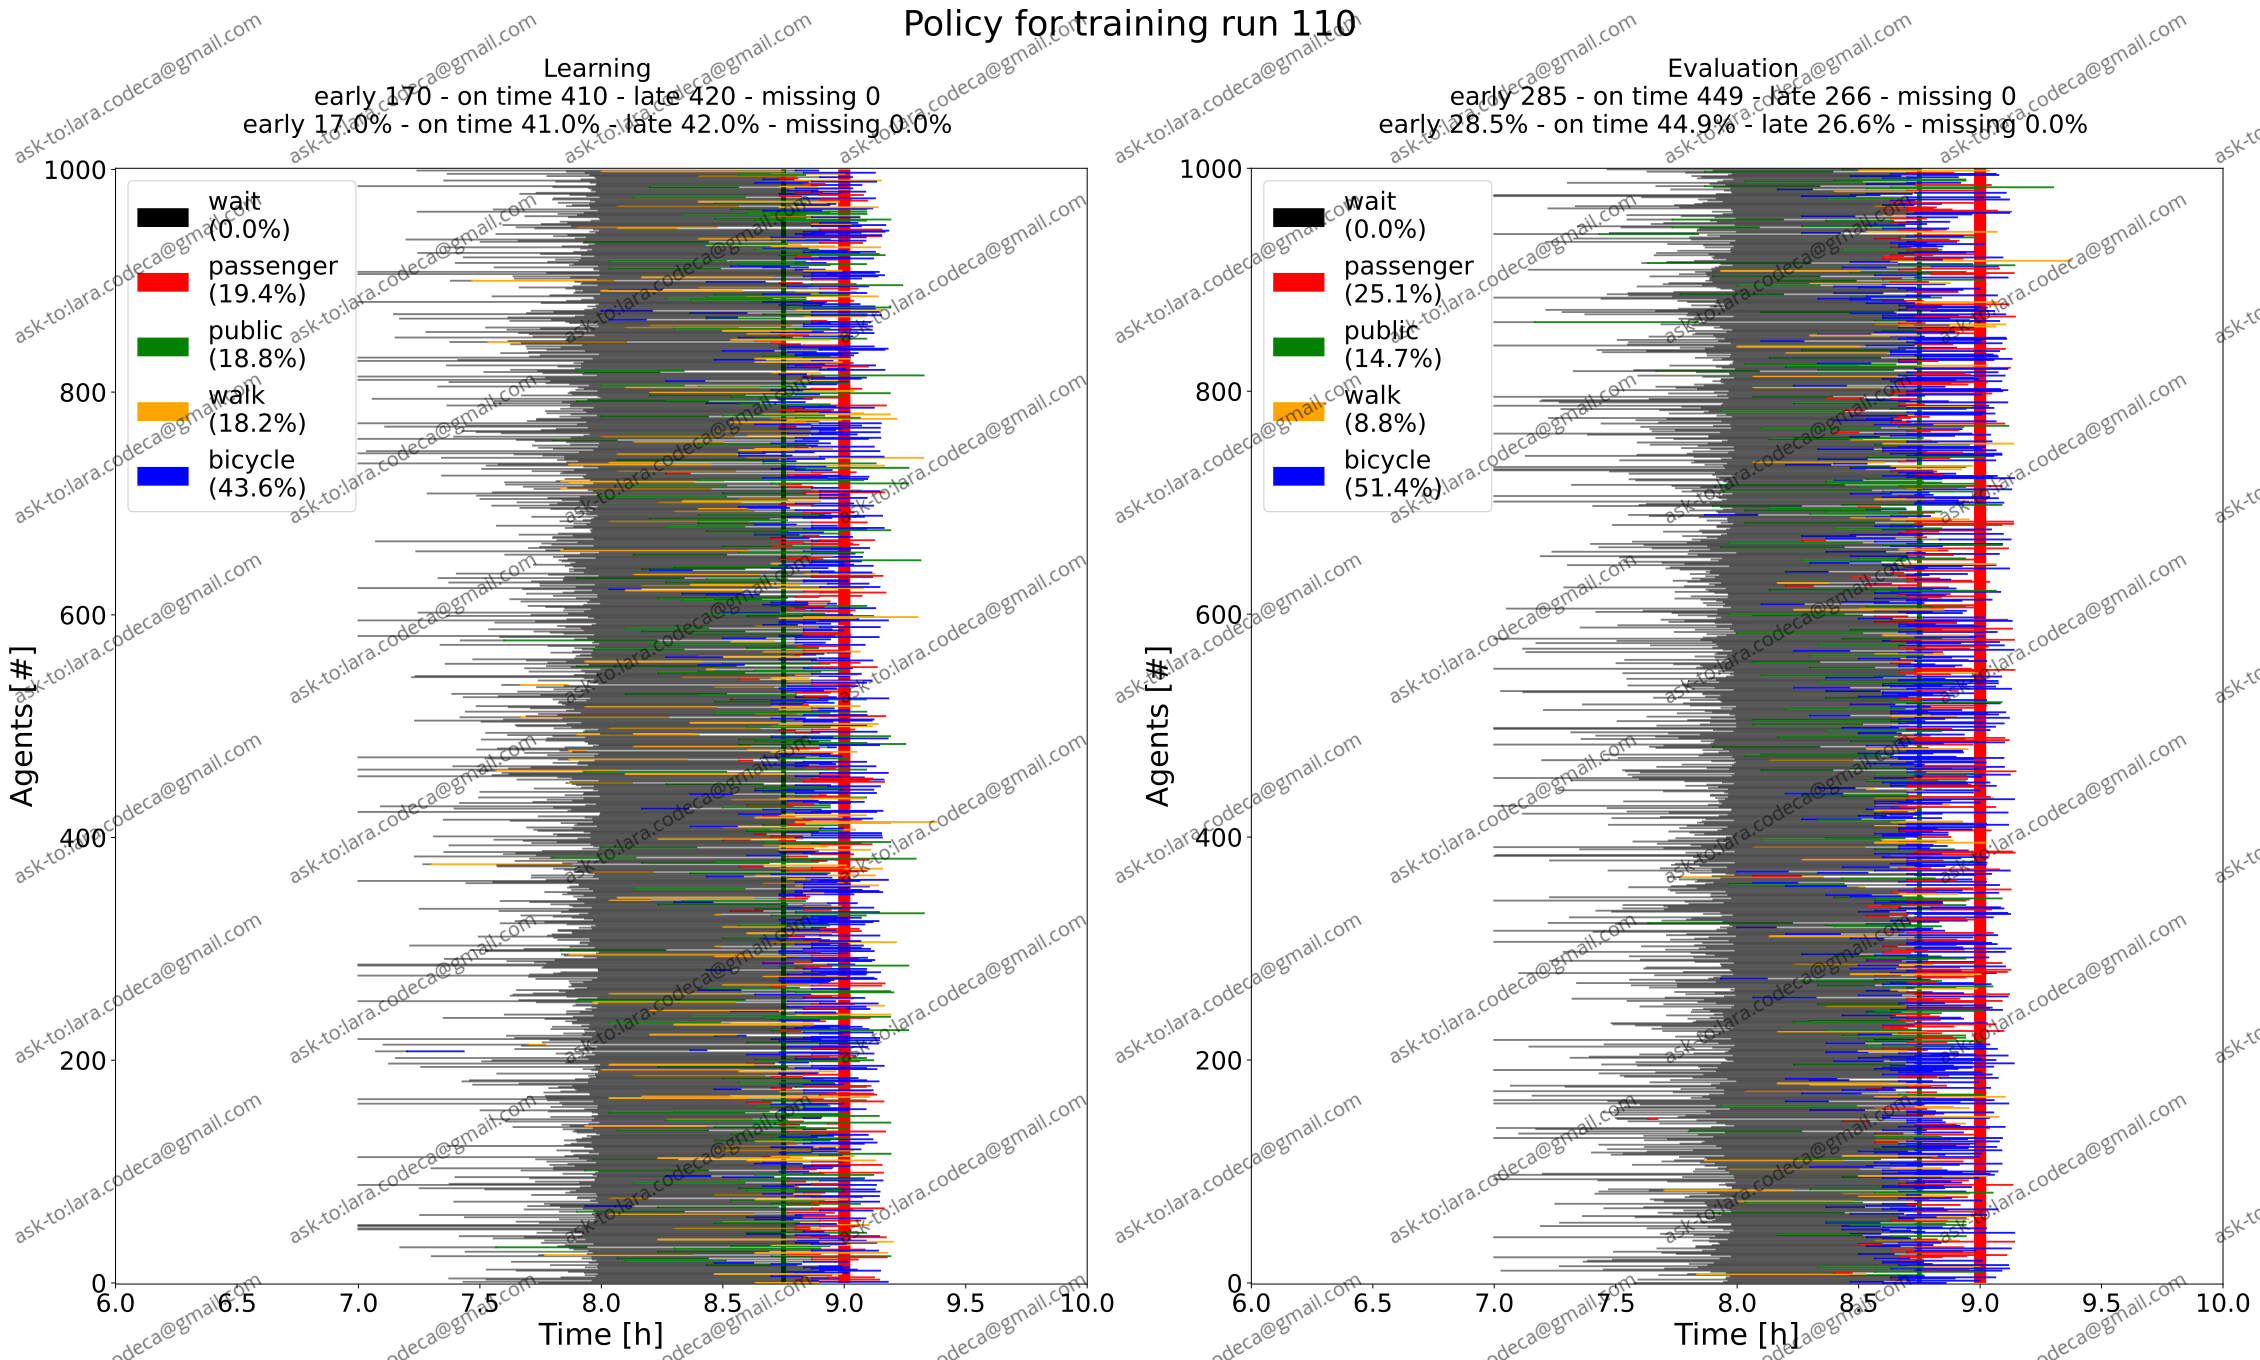 Policy for training run 110
Learning
early 170 - on time 410 - late 420 - missing 0
early 17.0% - on time 41.0% - late 42.0% - missing 0.0%
1000
800
600
400
200
0
Agents [#]
wait
(0.0%)
passenger
(19.4%)
public
(18.8%)
walk
(18.2%)
bicycle
(43.6%)
6.0 6.5 7.0 7.5 8.0 8.5 9.0 9.5 10.0
Time [h]
Evaluation
early 285 - on time 449 - late 266 - missing 0
early 28.5% - on time 44.9% - late 26.6% - missing 0.0%
1000
800
600
400
200
0
Agents [#]
wait
(0.0%)
passenger
(25.1%)
public
(14.7%)
walk
(8.8%)
bicycle
(51.4%)
6.0 6.5 7.0 7.5 8.0 8.5 9.0 9.5 10.0
Time [h]
ask-to:lara.codeca@gmail.com